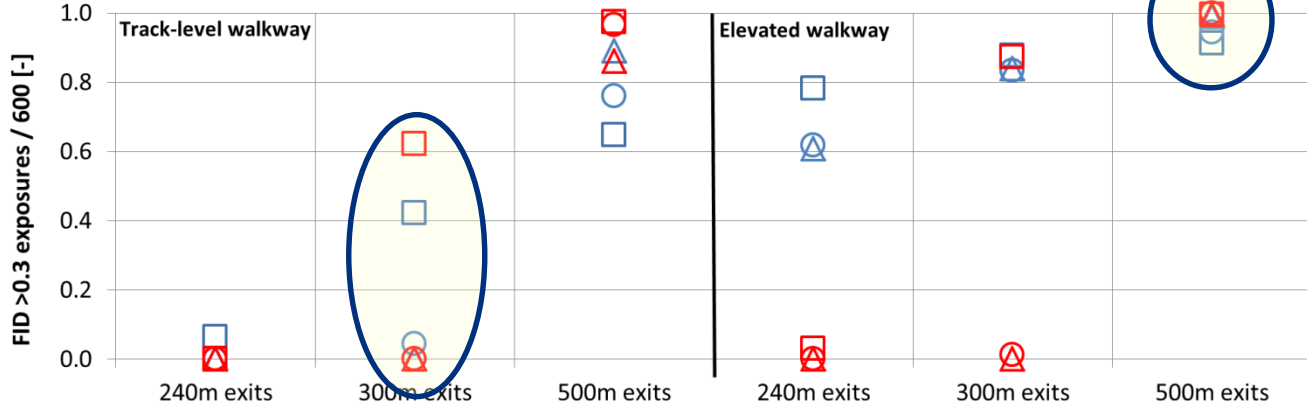 FID >0.3 exposures / 600 [-]
1.0
0.8
0.6
0.4
0.2
0.0
Track-level walkway
Elevated walkway
240m exits 300m exits 500m exits 240m exits 300m exits 500m exits